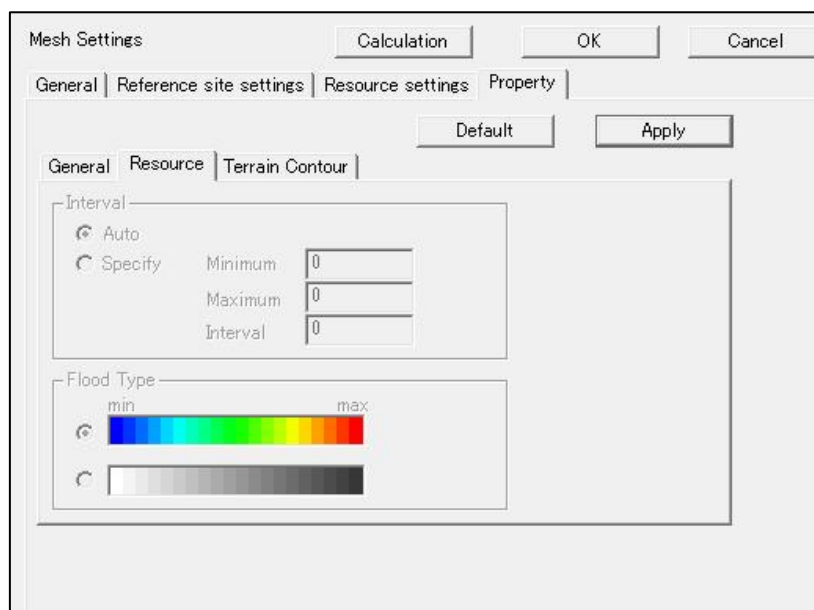 Mesh Settings Calculation OK Cancel
General Reference site settings Resource settings Property
Default Apply
General Resource Terrain Contour
Interval
Auto
Specify Minimum 0
Maximum 0
Interval 0
Flood Type
min max